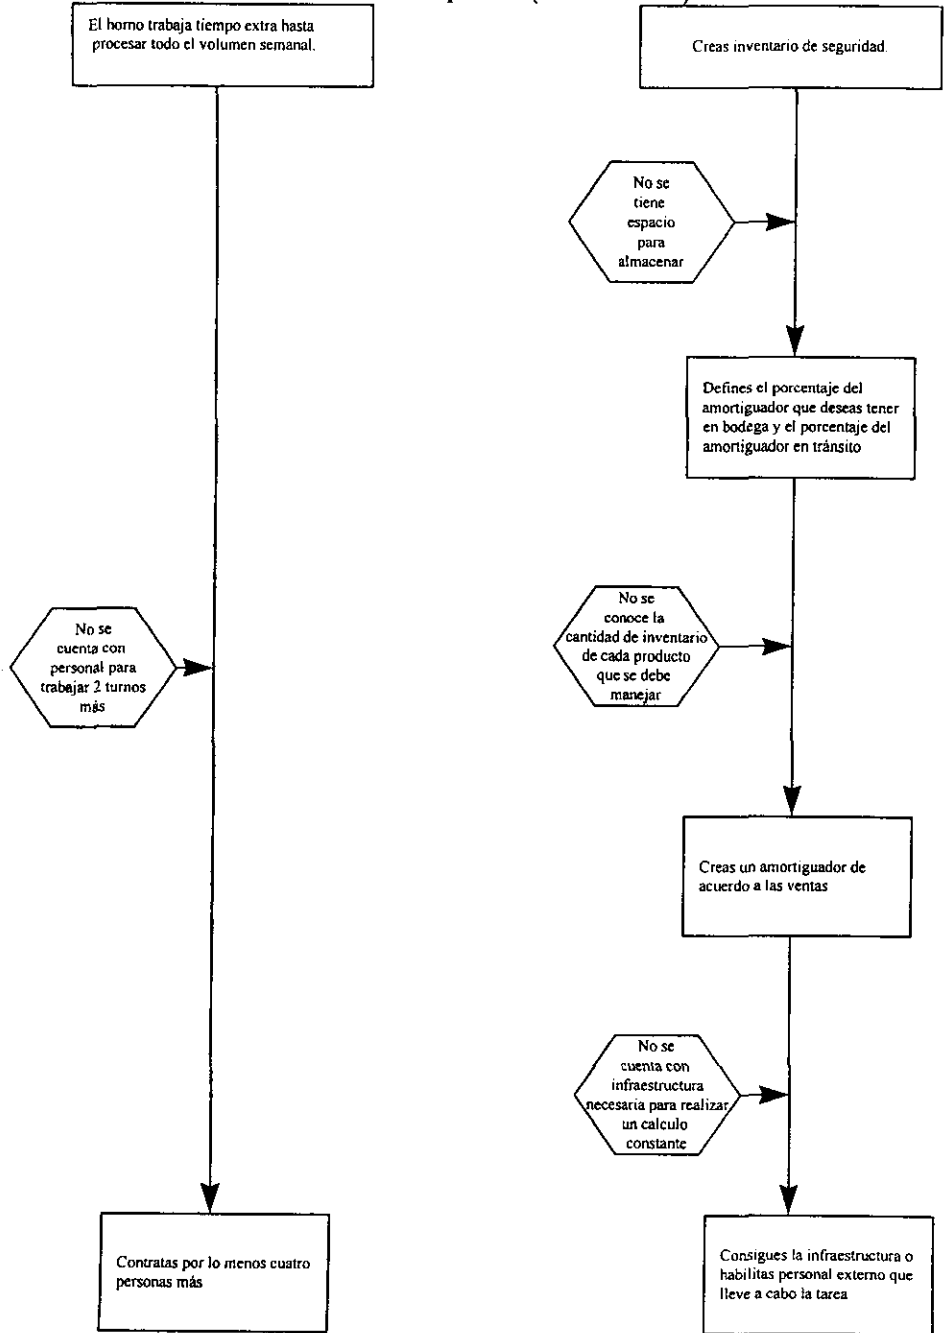 El horno trabaja tiempo extra hasta
procesar todo el volumen semanal.
Creas inventario de seguridad.
No se
tiene
espacio
para
almacenar
Defines el porcentaje del
amortiguador que deseas tener
en bodega y el porcentaje del
amortiguador en tránsito
No se
cuenta con
personal para
trabajar 2 turnos
más
No se
conoce la
cantidad de inventario
de cada producto
que se debe
manejar
Creas un amortiguador de
acuerdo a las ventas
No se
cuenta con
infraestructura
necesaria para realizar
un calculo
constante
Contratas por lo menos cuatro
personas más
Consigues la infraestructura o
habilitas personal externo que
lleve a cabo la tarea